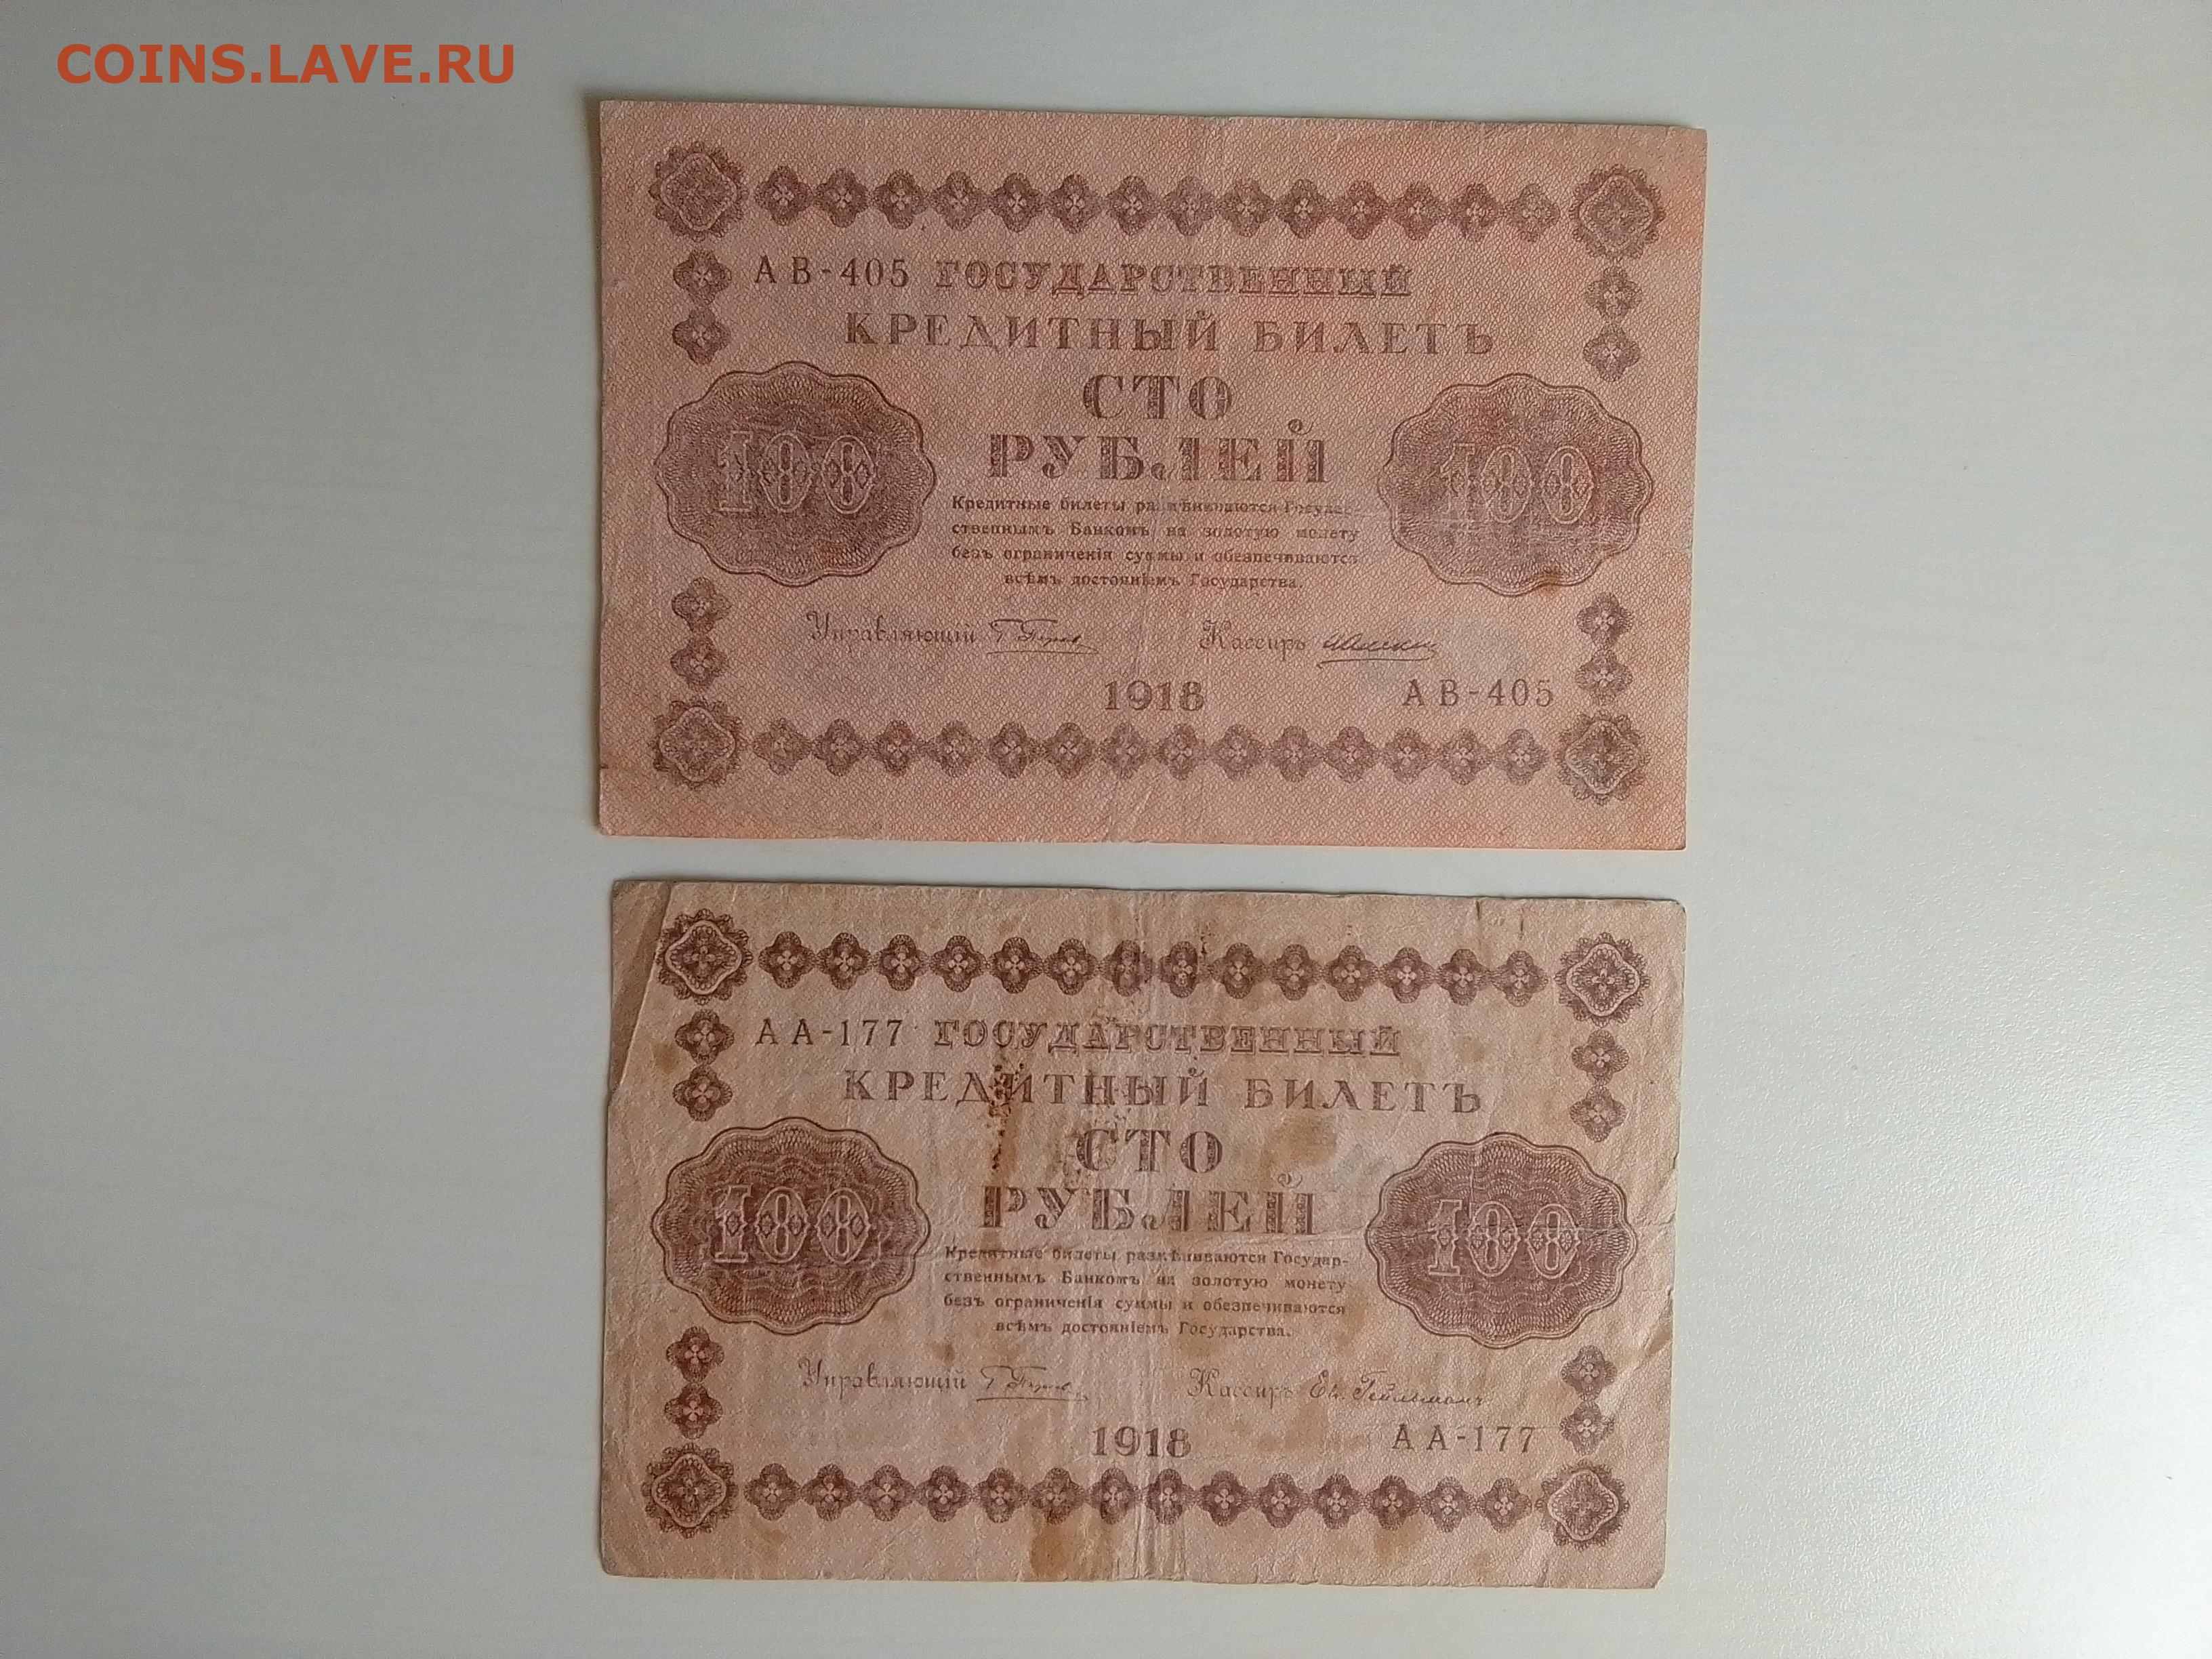 COINS.LAVE.RU
АВ-405 ГОСУДАРСТВЕННЫЙ
КРЕДИТНЫЙ БИЛЕТЪ
СТО
РУБЛЕЙ
100
100
Кредитные билеты размѣниваются Государ-
ственнымъ Банкомъ на золотую монету
безъ ограниченія суммы и обезпечиваются
всѣмъ достояніемъ Государства.
Управляющій Кассиръ
1918
АВ-405
АА-177 ГОСУДАРСТВЕННЫЙ
КРЕДИТНЫЙ БИЛЕТЪ
СТО
РУБЛЕЙ
100
100
Кредитные билеты размѣниваются Государ-
ственнымъ Банкомъ на золотую монету
безъ ограниченія суммы и обезпечиваются
всѣмъ достояніемъ Государства.
Управляющій Кассиръ Гейльманъ
1918
АА-177